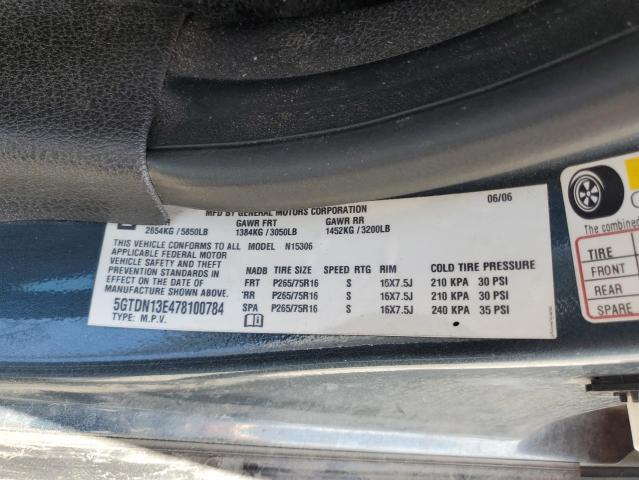 MFD BY GENERAL MOTORS CORPORATION 06/06
GAWR FRT GAWR RR
2654KG / 5850LB 1384KG / 3050LB 1452KG / 3200LB
THIS VEHICLE CONFORMS TO ALL MODEL N15306
APPLICABLE FEDERAL MOTOR
VEHICLE SAFETY AND THEFT
PREVENTION STANDARDS IN
EFFECT ON THE DATE OF
MANUFACTURE SHOWN ABOVE.
5GTDN13E478100784
TYPE: M.P.V.
NADB TIRE SIZE SPEED RTG RIM COLD TIRE PRESSURE
FRT P265/75R16 S 16X7.5J 210 KPA 30 PSI
RR P265/75R16 S 16X7.5J 210 KPA 30 PSI
SPA P265/75R16 S 16X7.5J 240 KPA 35 PSI
The combined
TIRE
FRONT
REAR
SPARE